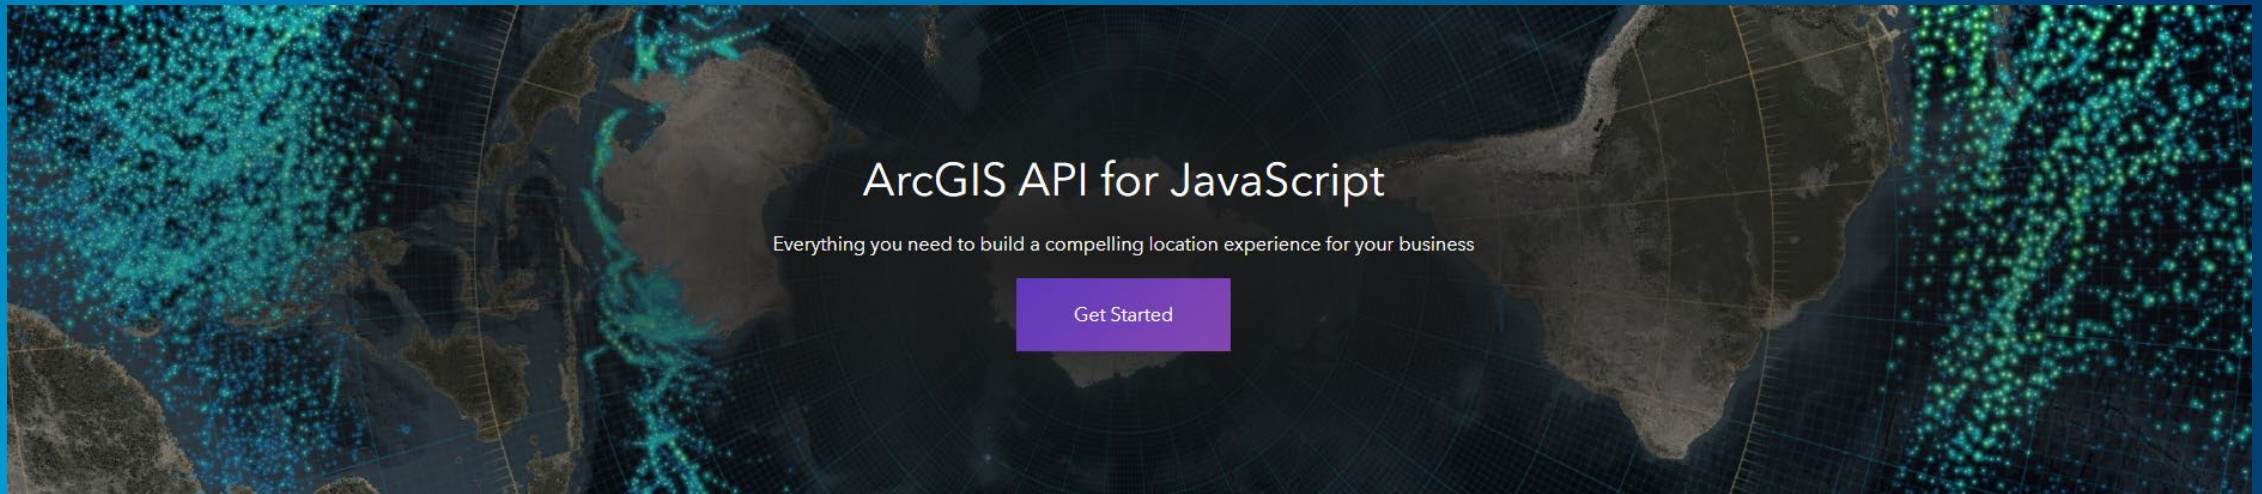 ArcGIS API for JavaScript
Everything you need to build a compelling location experience for your business
Get Started